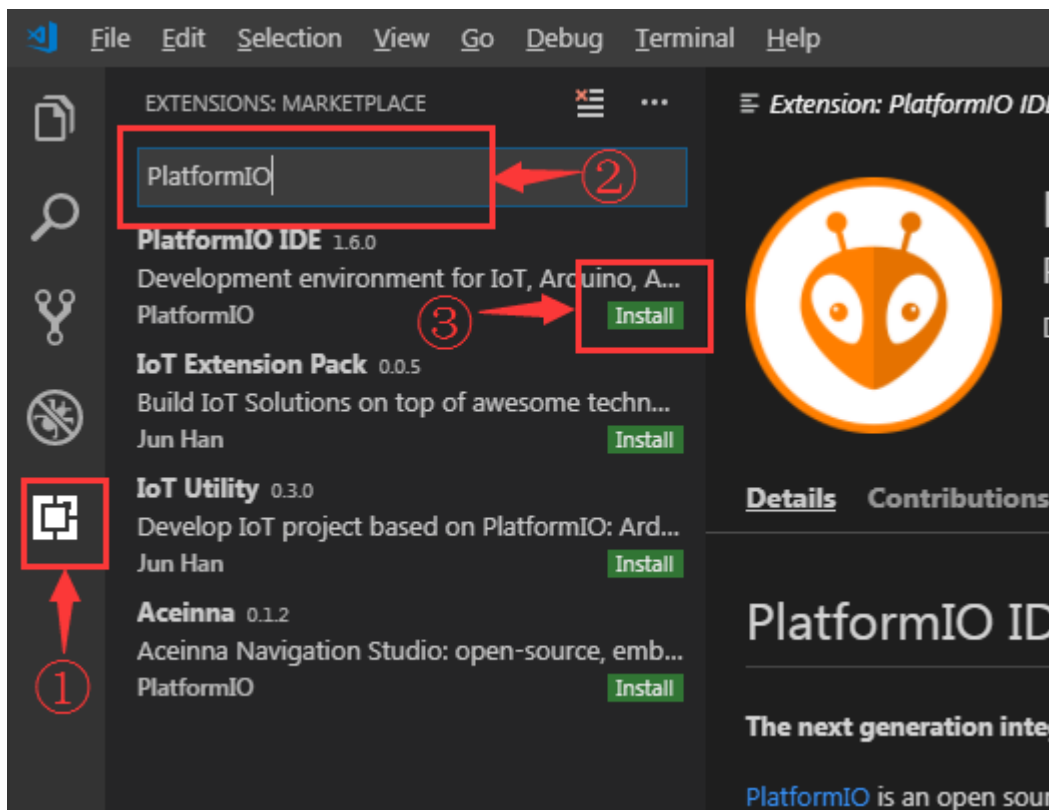 File Edit Selection View Go Debug Terminal Help
EXTENSIONS: MARKETPLACE
PlatformIO
②
PlatformIO IDE 1.6.0
Development environment for IoT, Arduino, A...
PlatformIO
Install
③
IoT Extension Pack 0.0.5
Build IoT Solutions on top of awesome techn...
Jun Han
Install
IoT Utility 0.3.0
Develop IoT project based on PlatformIO: Ard...
Jun Han
Install
Aceinna 0.1.2
Aceinna Navigation Studio: open-source, emb...
PlatformIO
Install
①
Extension: PlatformIO IDE
Details Contributions
PlatformIO ID
The next generation inte
PlatformIO is an open sour